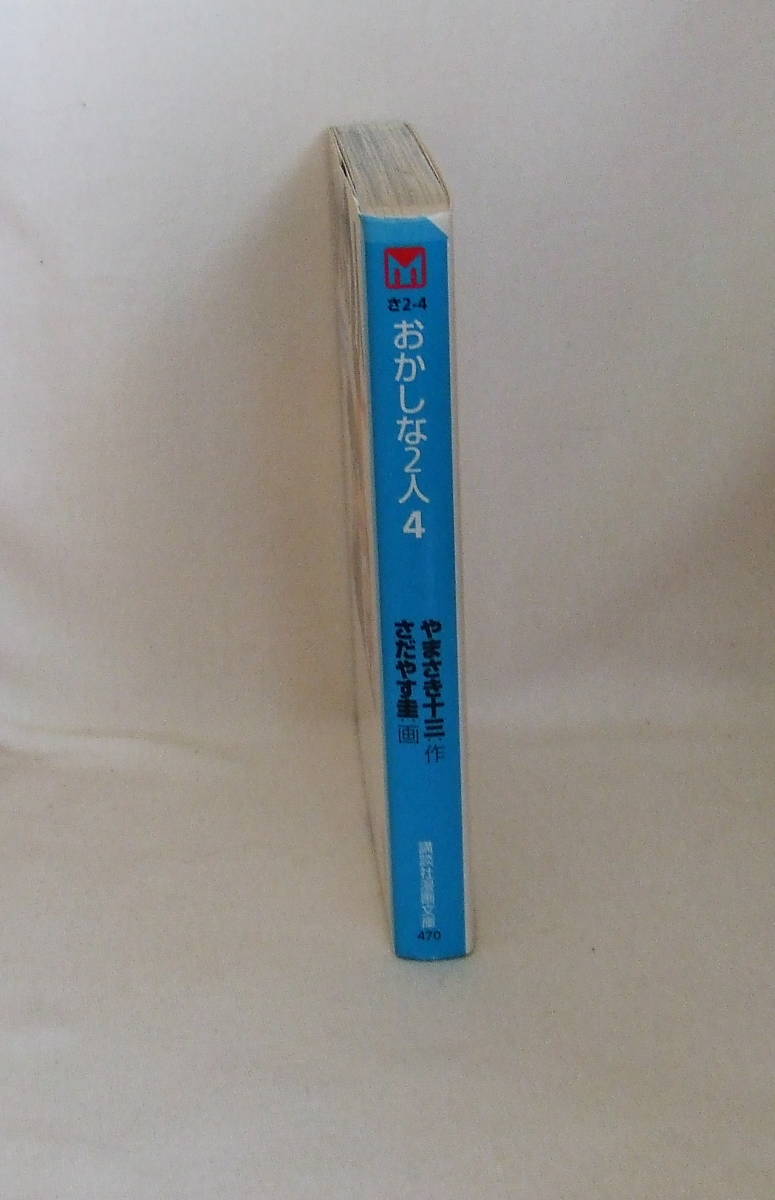 M
さ2-4
おかしな2人 4
やまさき十三:作
さだやす圭:画
講談社漫画文庫
470